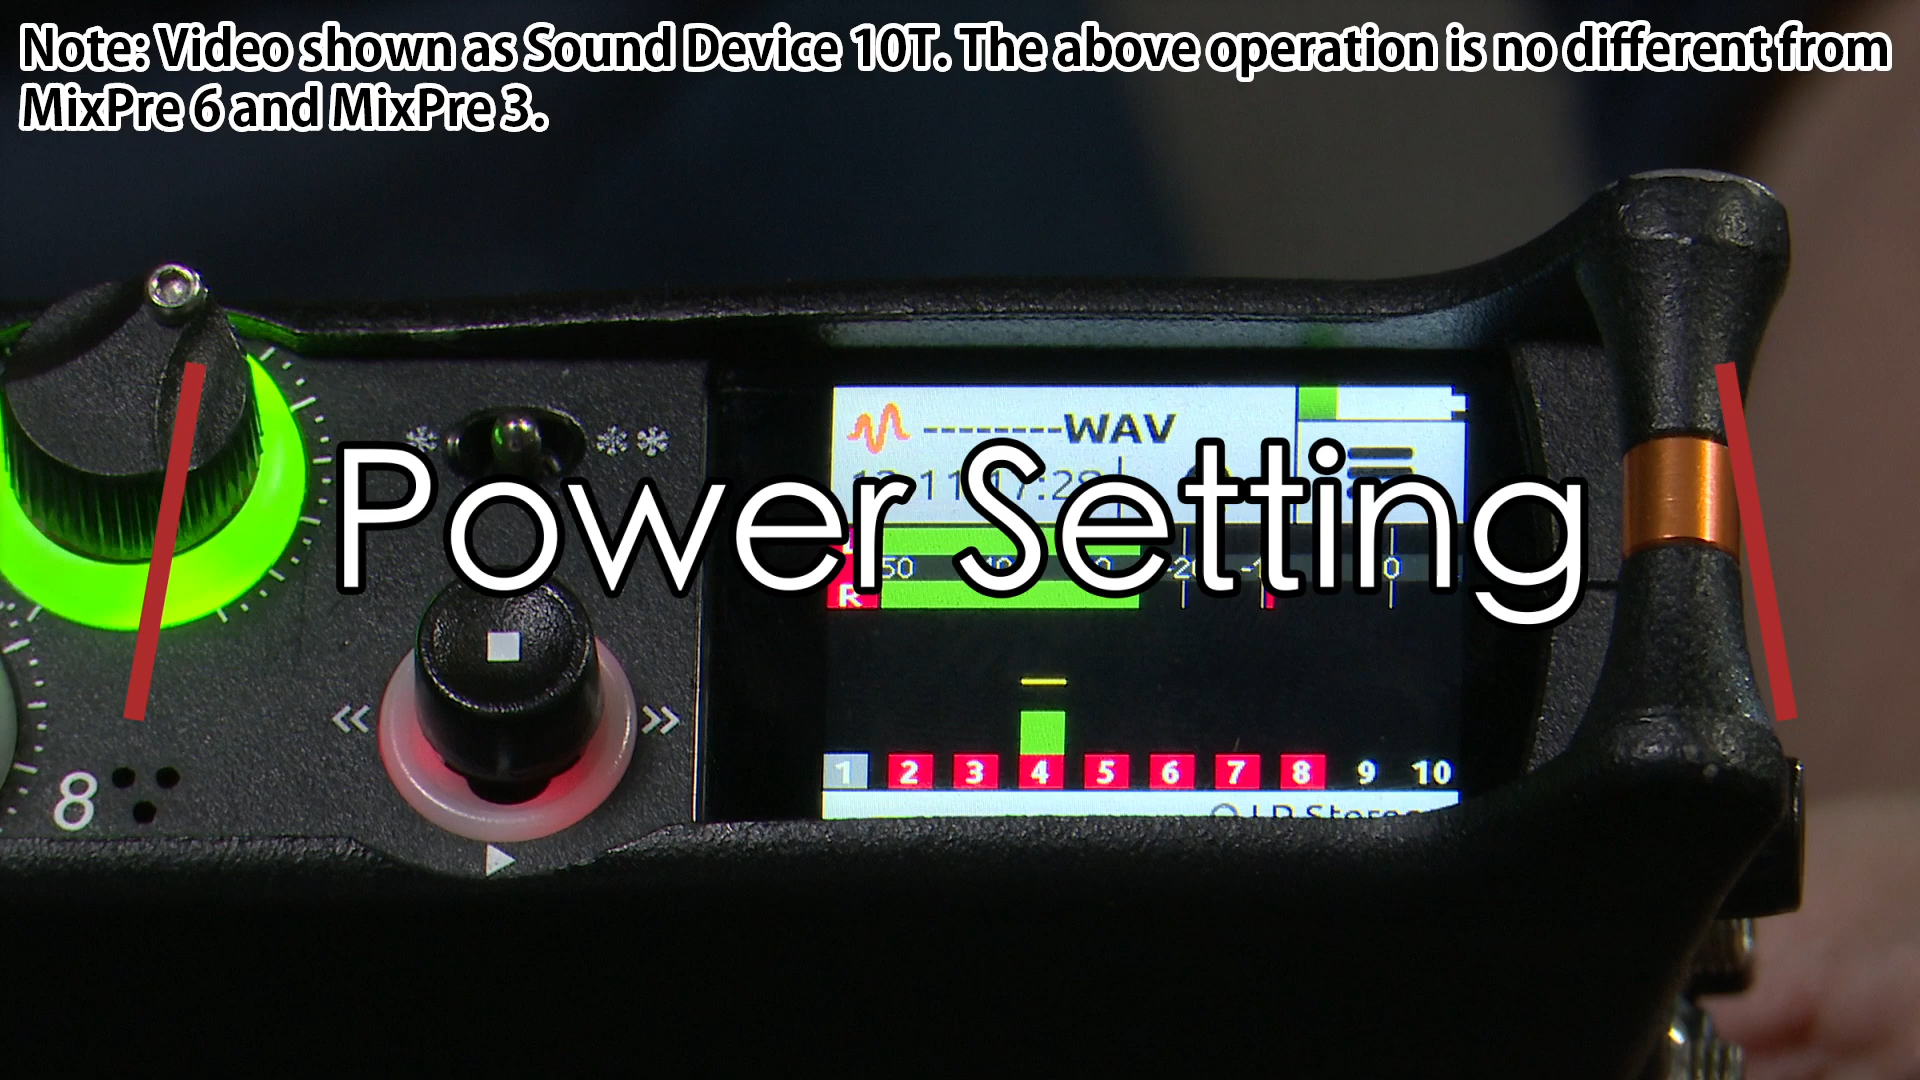 Note: Video shown as Sound Device 10T. The above operation is no different from
MixPre 6 and MixPre 3.
--------WAV
Power Setting
R
1 2 3 4 5 6 7 8 9 10
8